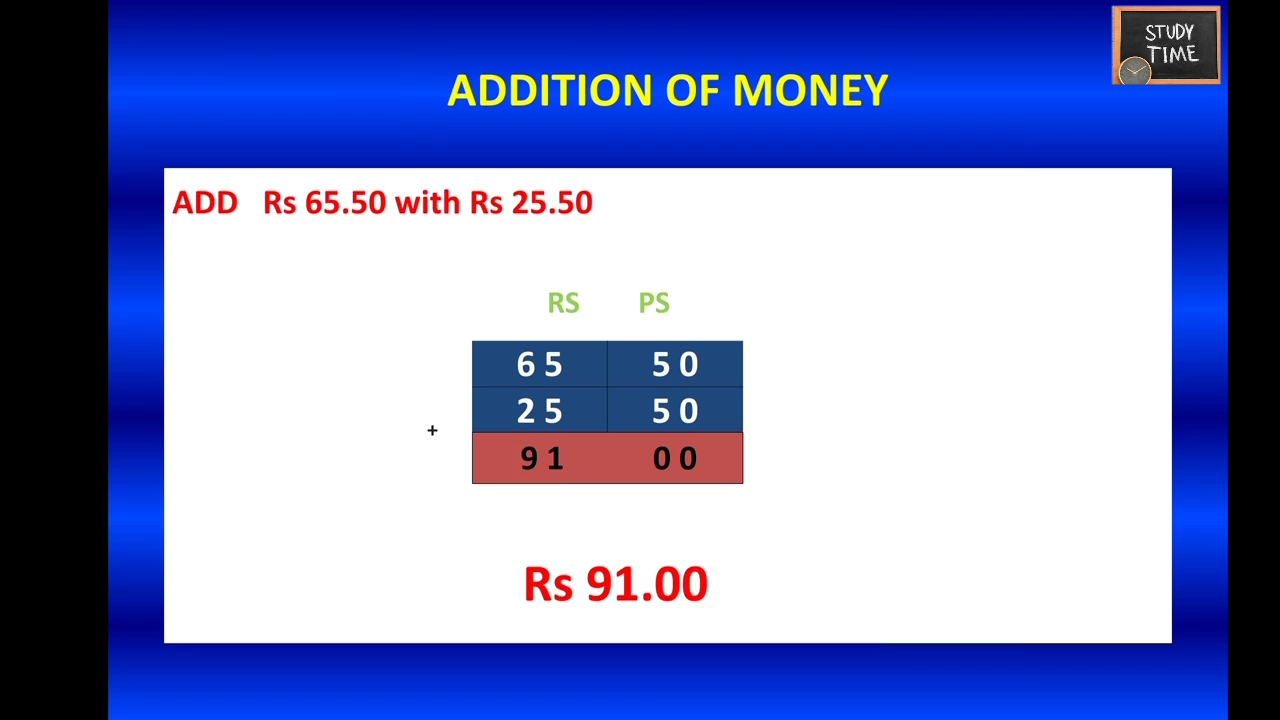 STUDY
TIME
ADDITION OF MONEY
ADD Rs 65.50 with Rs 25.50
RS PS
6 5 5 0
2 5 5 0
+
9 1 0 0
Rs 91.00